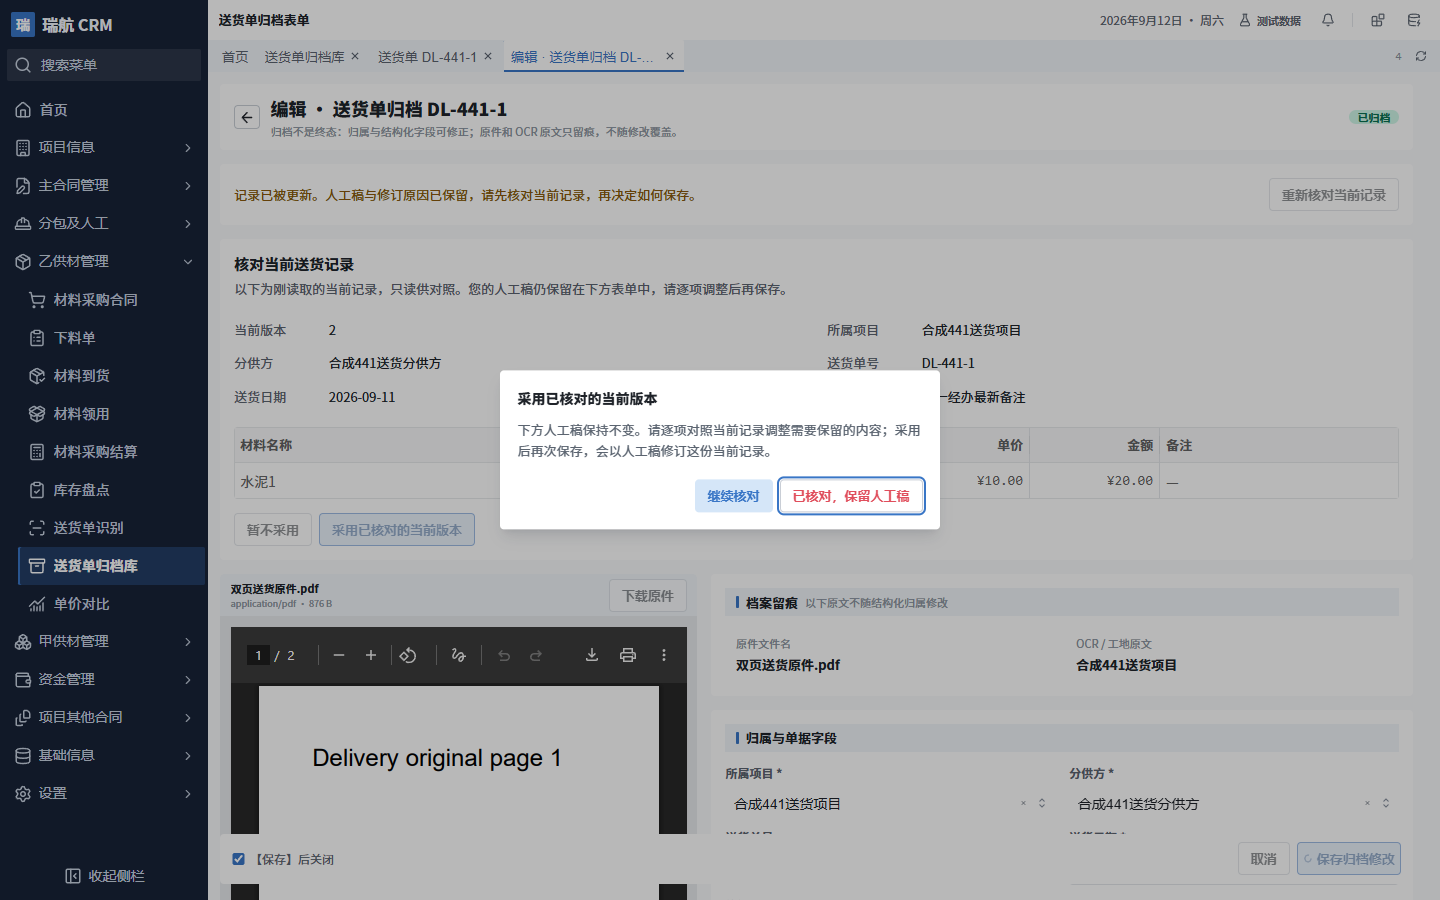 瑞 瑞航 CRM
搜索菜单
首页
项目信息
主合同管理
分包及人工
乙供材管理
材料采购合同
下料单
材料到货
材料领用
材料采购结算
库存盘点
送货单识别
送货单归档库
单价对比
甲供材管理
资金管理
项目其他合同
基础信息
设置
收起侧栏
送货单归档表单
2026年9月12日 • 周六 测试数据
首页 送货单归档库 × 送货单 DL-441-1 × 编辑 · 送货单归档 DL-... × 4
编辑 • 送货单归档 DL-441-1
归档不是终态：归属与结构化字段可修正；原件和 OCR 原文只留痕，不随修改覆盖。
已归档
记录已被更新。人工稿与修订原因已保留，请先核对当前记录，再决定如何保存。
重新核对当前记录
核对当前送货记录
以下为刚读取的当前记录，只读供对照。您的人工稿仍保留在下方表单中，请逐项调整后再保存。
当前版本 2 所属项目 合成441送货项目
分供方 合成441送货分供方 送货单号 DL-441-1
送货日期 2026-09-11 一经办最新备注
材料名称 单价 金额 备注
水泥1 ¥10.00 ¥20.00 —
暂不采用 采用已核对的当前版本
采用已核对的当前版本
下方人工稿保持不变。请逐项对照当前记录调整需要保留的内容；采用
后再次保存，会以人工稿修订这份当前记录。
继续核对 已核对，保留人工稿
双页送货原件.pdf
application/pdf • 876 B
下载原件
1 / 2
Delivery original page 1
档案留痕 以下原文不随结构化归属修改
原件文件名 OCR / 工地原文
双页送货原件.pdf 合成441送货项目
归属与单据字段
所属项目 * 分供方 *
合成441送货项目 × 合成441送货分供方 ×
【保存】后关闭
取消 保存归档修改